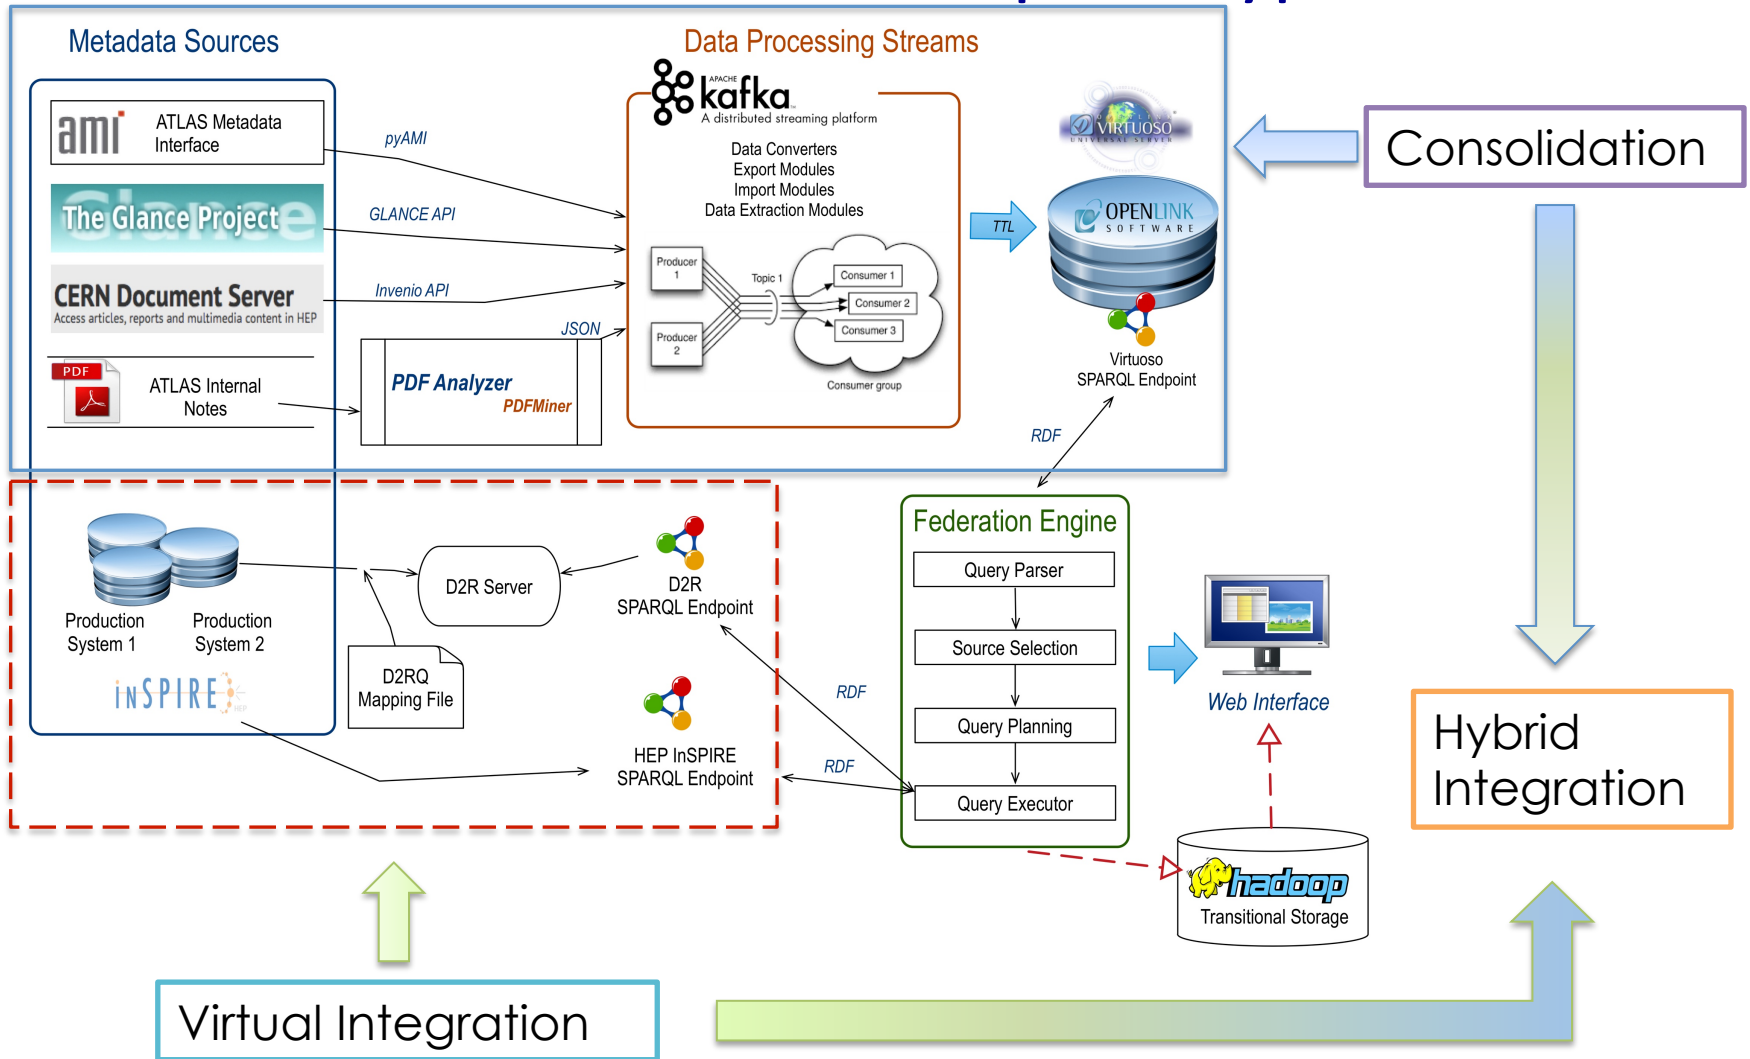 Metadata Sources
Data Processing Streams
ami
ATLAS Metadata
Interface
pyAMI
Glance
The Glance Project
GLANCE API
CERN Document Server
Access articles, reports and multimedia content in HEP
Invenio API
JSON
PDF
ATLAS Internal
Notes
PDF Analyzer
PDFMiner
APACHE
kafka
A distributed streaming platform
Data Converters
Export Modules
Import Modules
Data Extraction Modules
Producer
1
Producer
2
Topic 1
Consumer 1
Consumer 2
Consumer 3
Consumer group
TTL
VIRTUOSO
UNIVERSAL SERVER
OPENLINK
SOFTWARE
Virtuoso
SPARQL Endpoint
RDF
Consolidation
Production
System 1
Production
System 2
inSPIRE
HEP
D2R Server
D2RQ
Mapping File
D2R
SPARQL Endpoint
HEP InSPIRE
SPARQL Endpoint
RDF
RDF
Federation Engine
Query Parser
Source Selection
Query Planning
Query Executor
Web Interface
hadoop
Transitional Storage
Hybrid
Integration
Virtual Integration